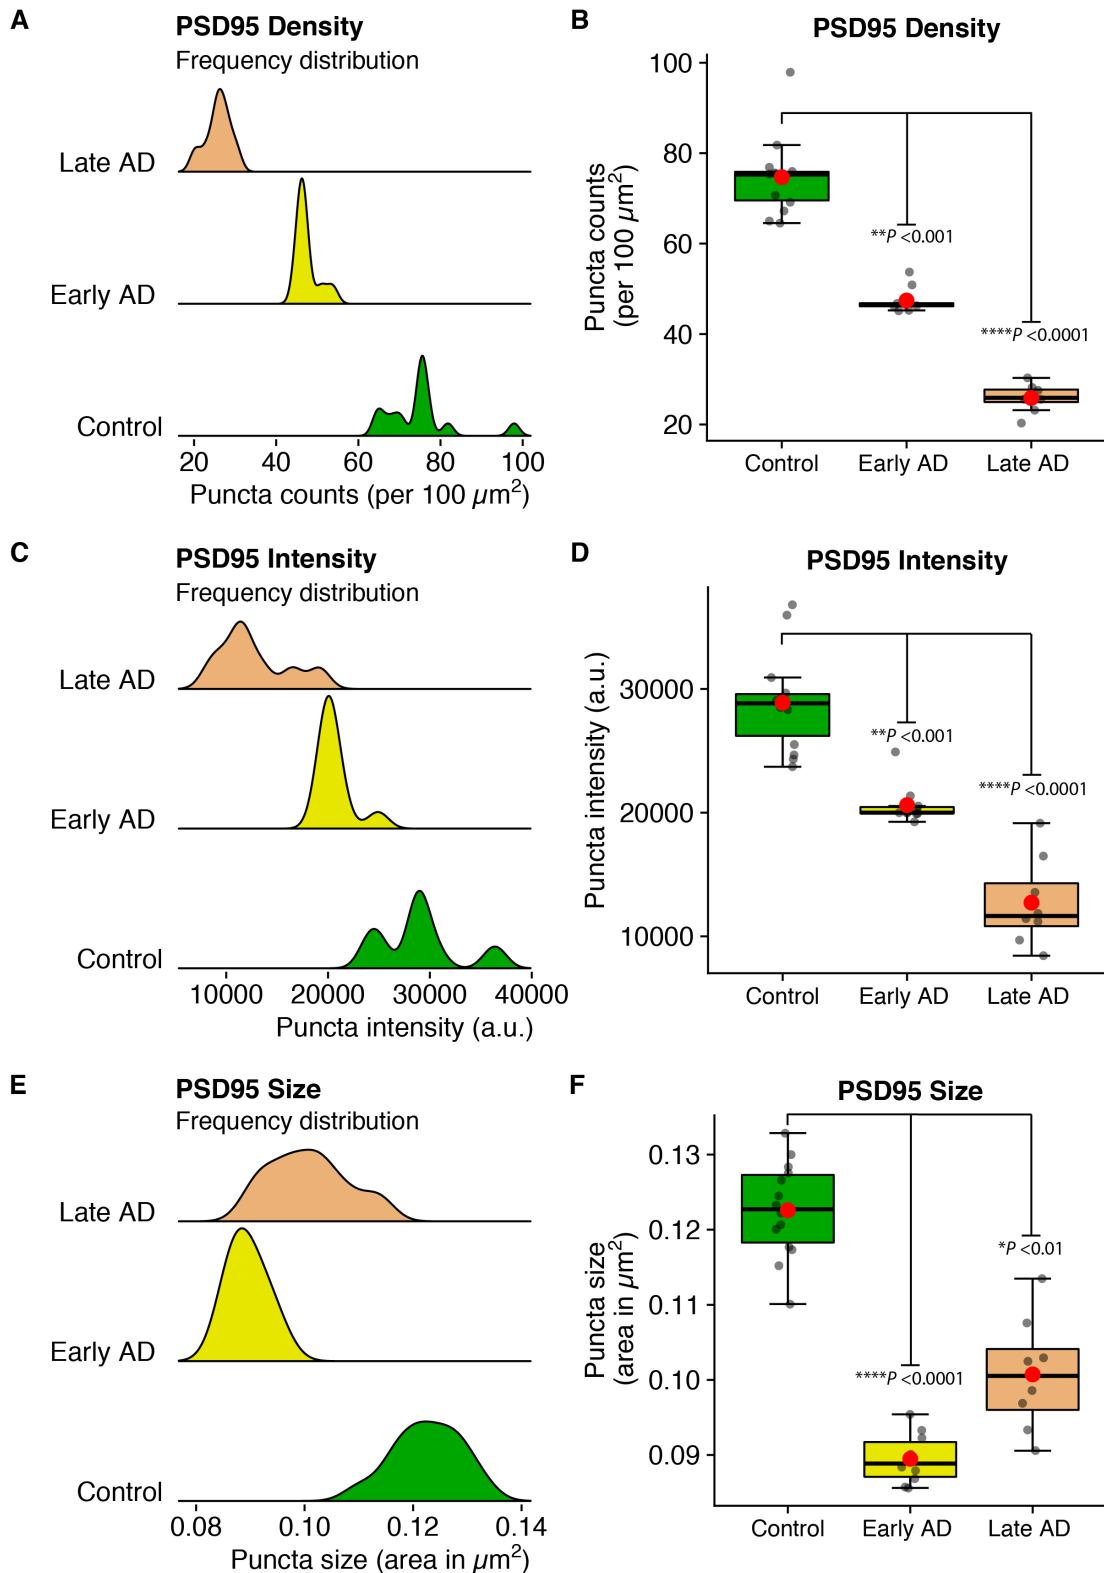 A
PSD95 Density
Frequency distribution
Late AD
Early AD
Control
20 40 60 80 100
Puncta counts (per 100 µm²)
B
PSD95 Density
100
80
60
40
20
Puncta counts
(per 100 µm²)
**P <0.001
****P <0.0001
Control Early AD Late AD
C
PSD95 Intensity
Frequency distribution
Late AD
Early AD
Control
10000 20000 30000 40000
Puncta intensity (a.u.)
D
PSD95 Intensity
30000
20000
10000
Puncta intensity (a.u.)
**P <0.001
****P <0.0001
Control Early AD Late AD
E
PSD95 Size
Frequency distribution
Late AD
Early AD
Control
0.08 0.10 0.12 0.14
Puncta size (area in µm²)
F
PSD95 Size
0.13
0.12
0.11
0.10
0.09
Puncta size
(area in µm²)
*P <0.01
****P <0.0001
Control Early AD Late AD